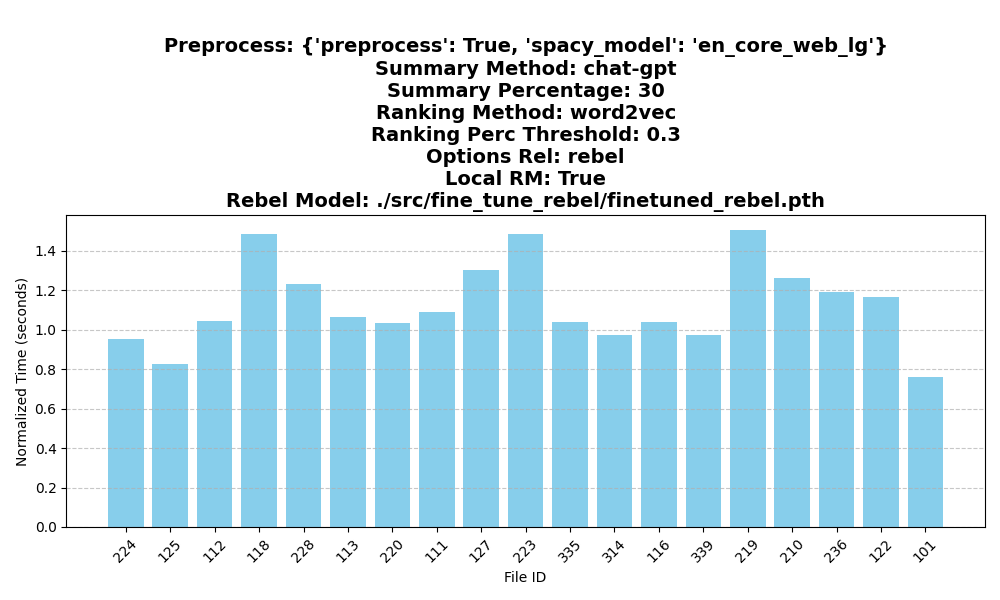 Preprocess: {'preprocess': True, 'spacy_model': 'en_core_web_lg'}
Summary Method: chat-gpt
Summary Percentage: 30
Ranking Method: word2vec
Ranking Perc Threshold: 0.3
Options Rel: rebel
Local RM: True
Rebel Model: ./src/fine_tune_rebel/finetuned_rebel.pth
Normalized Time (seconds)
1.4
1.2
1.0
0.8
0.6
0.4
0.2
0.0
224 125 112 118 228 113 220 111 127 223 335 314 116 339 219 210 236 122 101
File ID